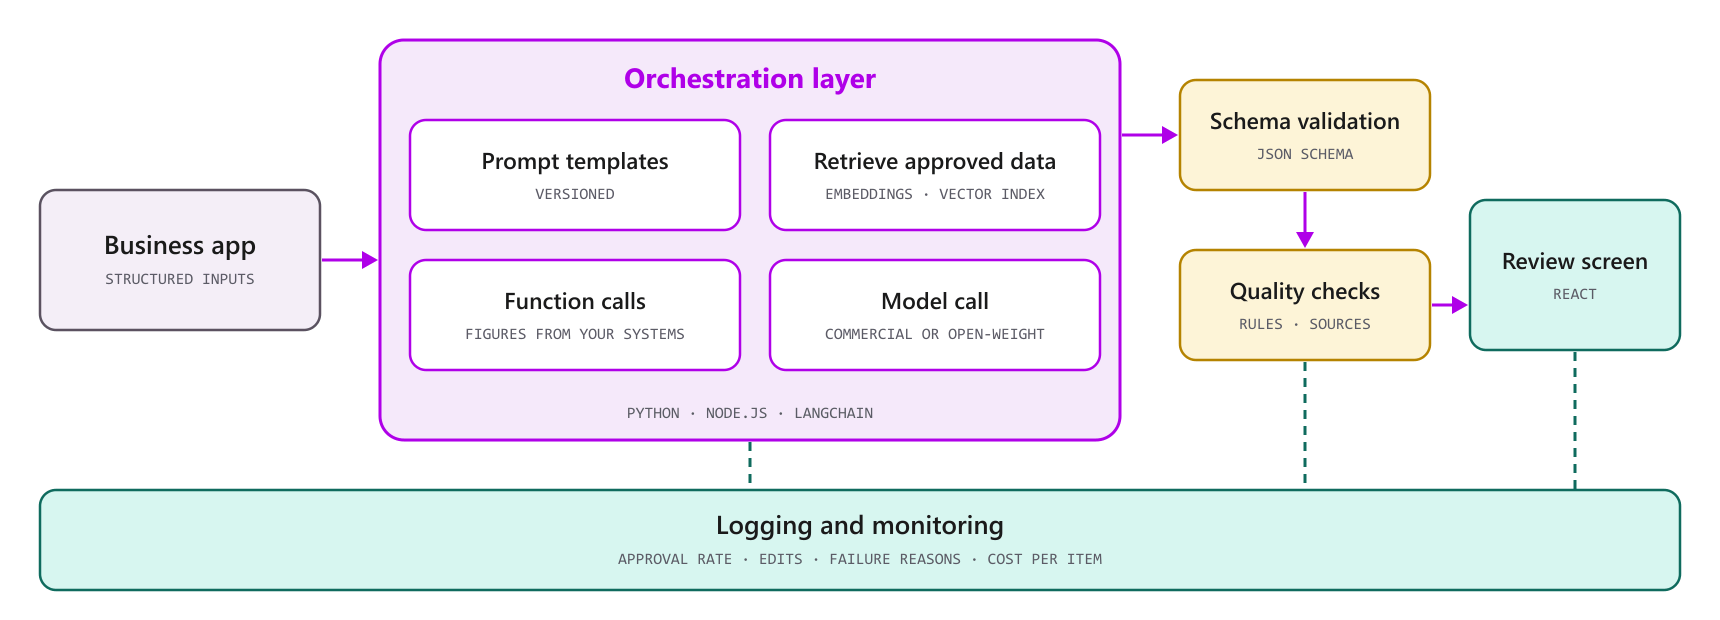 Orchestration layer
Prompt templates
VERSIONED
Retrieve approved data
EMBEDDINGS · VECTOR INDEX
Schema validation
JSON SCHEMA
Business app
STRUCTURED INPUTS
Function calls
FIGURES FROM YOUR SYSTEMS
Model call
COMMERCIAL OR OPEN-WEIGHT
Quality checks
RULES · SOURCES
Review screen
REACT
PYTHON · NODE.JS · LANGCHAIN
Logging and monitoring
APPROVAL RATE · EDITS · FAILURE REASONS · COST PER ITEM